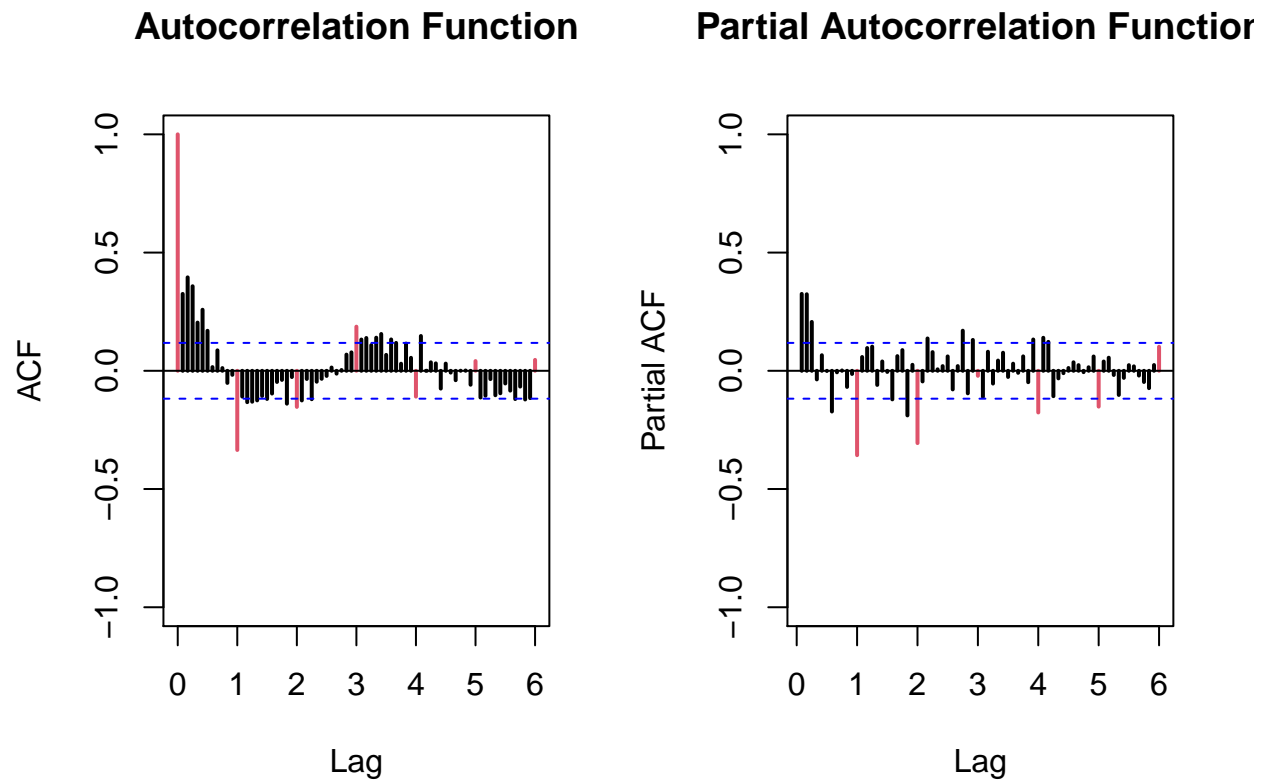 Autocorrelation Function
ACF
1.0
0.5
0.0
−0.5
−1.0
0 1 2 3 4 5 6
Lag
Partial Autocorrelation Function
Partial ACF
1.0
0.5
0.0
−0.5
−1.0
0 1 2 3 4 5 6
Lag